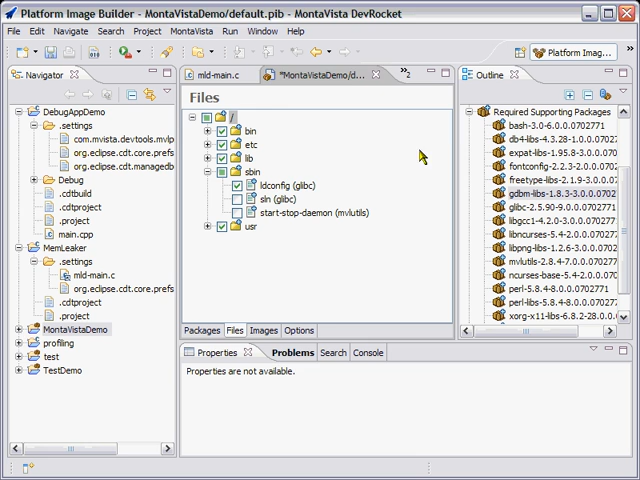 Platform Image Builder - MontaVistaDemo/default.pib - MontaVista DevRocket
File Edit Navigate Search Project MontaVista Run Window Help
Platform Imag...
Navigator
DebugAppDemo
.settings
com.mvista.devtools.mvlp
org.eclipse.cdt.core.prefs
org.eclipse.cdt.managedb
Debug
.cdtbuild
.cdtproject
.project
main.cpp
MemLeaker
.settings
mld-main.c
org.eclipse.cdt.core.prefs
.cdtproject
.project
MontaVistaDemo
profiling
test
TestDemo
mld-main.c
*MontaVistaDemo/d...
2
Files
/
bin
etc
lib
sbin
ldconfig (glibc)
sln (glibc)
start-stop-daemon (mvlutils)
usr
Packages Files Images Options
Outline
Required Supporting Packages
bash-3.0-6.0.0.0702771
db4-libs-4.3.28-1.0.0.0702
expat-libs-1.95.8-3.0.0.07
fontconfig-2.2.3-2.0.0.070
freetype-libs-2.1.9-3.0.0.0
gdbm-libs-1.8.3-3.0.0.0702
glibc-2.5.90-9.0.0.070277
libgcc1-4.2.0-3.0.0.070277
libncurses-5.4-2.0.0.07027
libpng-libs-1.2.6-3.0.0.070
mvlutils-2.8.4-7.0.0.07027
ncurses-base-5.4-2.0.0.07
perl-5.8.4-8.0.0.0702771
perl-libs-5.8.4-8.0.0.07027
xorg-x11-libs-6.8.2-28.0.0
Properties Problems Search Console
Properties are not available.